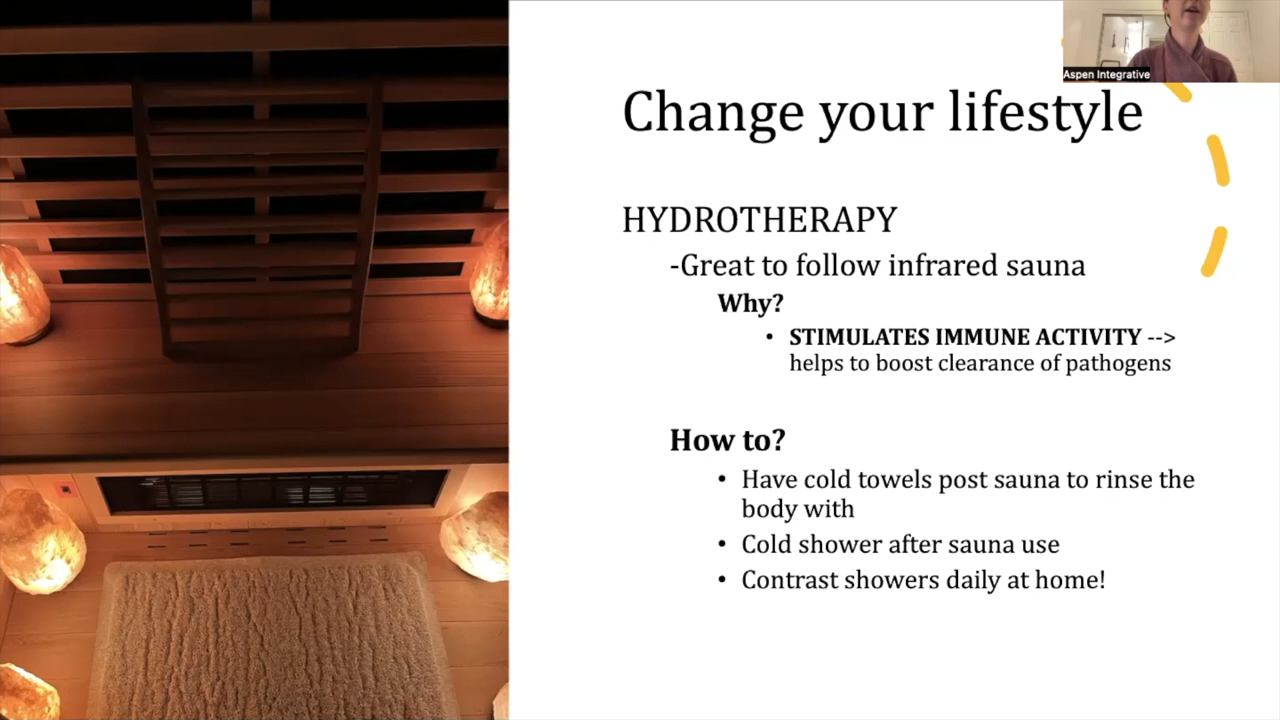 Aspen Integrative
Change your lifestyle
HYDROTHERAPY
-Great to follow infrared sauna
Why?
• STIMULATES IMMUNE ACTIVITY -->
helps to boost clearance of pathogens
How to?
• Have cold towels post sauna to rinse the
body with
• Cold shower after sauna use
• Contrast showers daily at home!